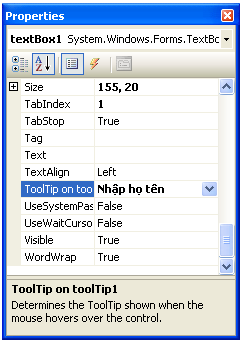 Properties
textBox1 System.Windows.Forms.TextBo
Size 155, 20
TabIndex 1
TabStop True
Tag
Text
TextAlign Left
ToolTip on too Nhập họ tên
UseSystemPas False
UseWaitCurso False
Visible True
WordWrap True
ToolTip on toolTip1
Determines the ToolTip shown when the
mouse hovers over the control.